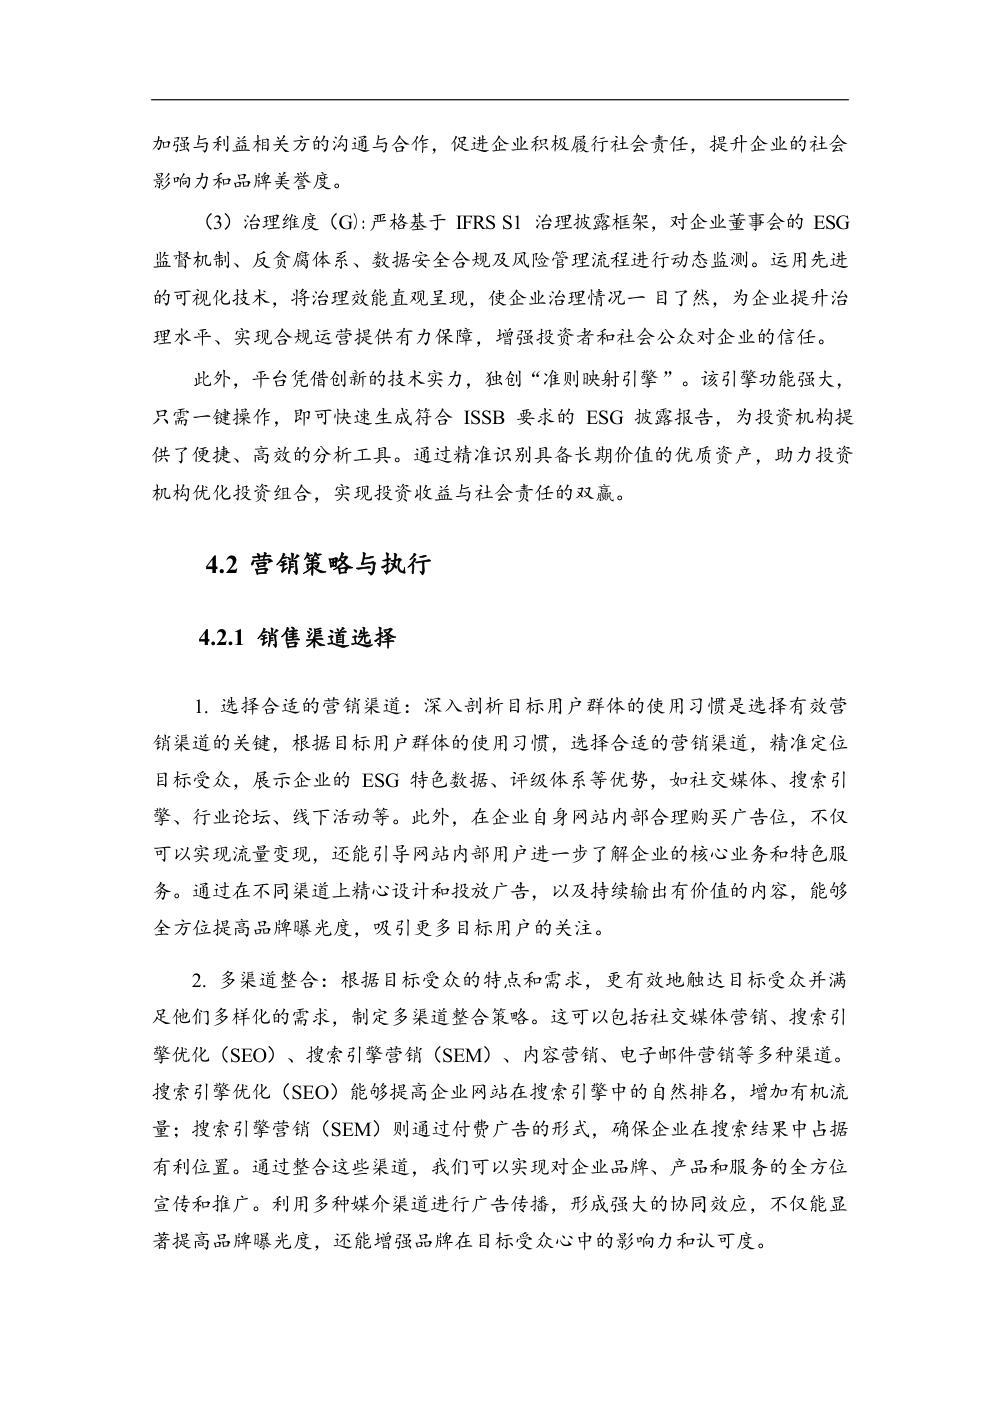 加强与利益相关方的沟通与合作，促进企业积极履行社会责任，提升企业的社会
影响力和品牌美誉度。
（3）治理维度（G）：严格基于 IFRS S1 治理披露框架，对企业董事会的 ESG
监督机制、反贪腐体系、数据安全合规及风险管理流程进行动态监测。运用先进
的可视化技术，将治理效能直观呈现，使企业治理情况一目了然，为企业提升治
理水平、实现合规运营提供有力保障，增强投资者和社会公众对企业的信任。
此外，平台凭借创新的技术实力，独创“准则映射引擎”。该引擎功能强大，
只需一键操作，即可快速生成符合 ISSB 要求的 ESG 披露报告，为投资机构提
供了便捷、高效的分析工具。通过精准识别具备长期价值的优质资产，助力投资
机构优化投资组合，实现投资收益与社会责任的双赢。
4.2 营销策略与执行
4.2.1 销售渠道选择
1. 选择合适的营销渠道：深入剖析目标用户群体的使用习惯是选择有效营
销渠道的关键，根据目标用户群体的使用习惯，选择合适的营销渠道，精准定位
目标受众，展示企业的 ESG 特色数据、评级体系等优势，如社交媒体、搜索引
擎、行业论坛、线下活动等。此外，在企业自身网站内部合理购买广告位，不仅
可以实现流量变现，还能引导网站内部用户进一步了解企业的核心业务和特色服
务。通过在不同渠道上精心设计和投放广告，以及持续输出有价值的内容，能够
全方位提高品牌曝光度，吸引更多目标用户的关注。
2. 多渠道整合：根据目标受众的特点和需求，更有效地触达目标受众并满
足他们多样化的需求，制定多渠道整合策略。这可以包括社交媒体营销、搜索引
擎优化（SEO）、搜索引擎营销（SEM）、内容营销、电子邮件营销等多种渠道。
搜索引擎优化（SEO）能够提高企业网站在搜索引擎中的自然排名，增加有机流
量；搜索引擎营销（SEM）则通过付费广告的形式，确保企业在搜索结果中占据
有利位置。通过整合这些渠道，我们可以实现对企业品牌、产品和服务的全方位
宣传和推广。利用多种媒介渠道进行广告传播，形成强大的协同效应，不仅能显
著提高品牌曝光度，还能增强品牌在目标受众心中的影响力和认可度。